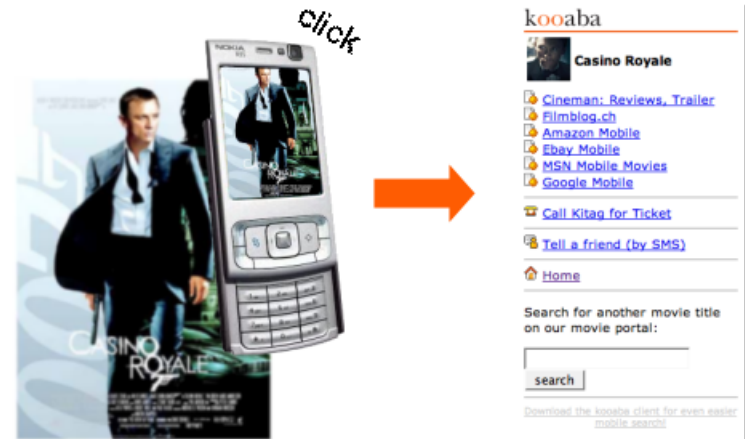 click
NOKIA
CASINO
ROYALE
007
CASINO
ROYALE
kooaba
Casino Royale
Cineman: Reviews, Trailer
Filmblog.ch
Amazon Mobile
Ebay Mobile
MSN Mobile Movies
Google Mobile
Call Kitag for Ticket
Tell a friend (by SMS)
Home
Search for another movie title
on our movie portal:
search
Download the kooaba client for even easier
mobile search!